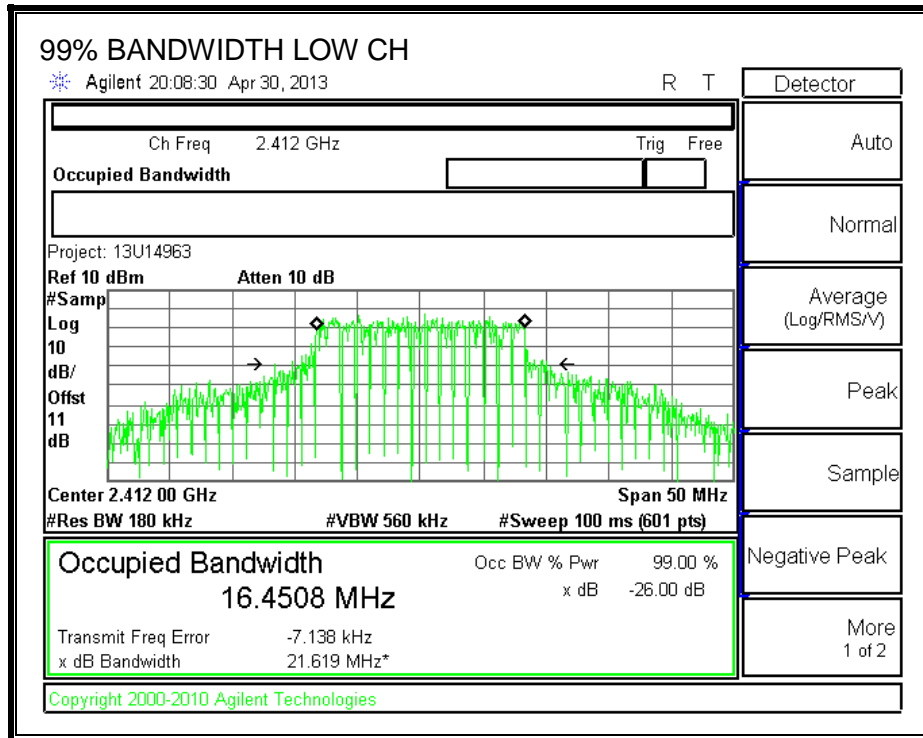 99% BANDWIDTH LOW CH
Agilent 20:08:30 Apr 30, 2013 R T
Detector
Ch Freq 2.412 GHz Trig Free
Occupied Bandwidth
Project: 13U14963
Ref 10 dBm Atten 10 dB
#Samp
Log
10
dB/
Offst
11
dB
Center 2.412 00 GHz Span 50 MHz
#Res BW 180 kHz #VBW 560 kHz #Sweep 100 ms (601 pts)
Occupied Bandwidth
16.4508 MHz
Occ BW % Pwr 99.00 %
x dB -26.00 dB
Transmit Freq Error -7.138 kHz
x dB Bandwidth 21.619 MHz*
Copyright 2000-2010 Agilent Technologies
Auto
Normal
Average
(Log/RMS/V)
Peak
Sample
Negative Peak
More
1 of 2